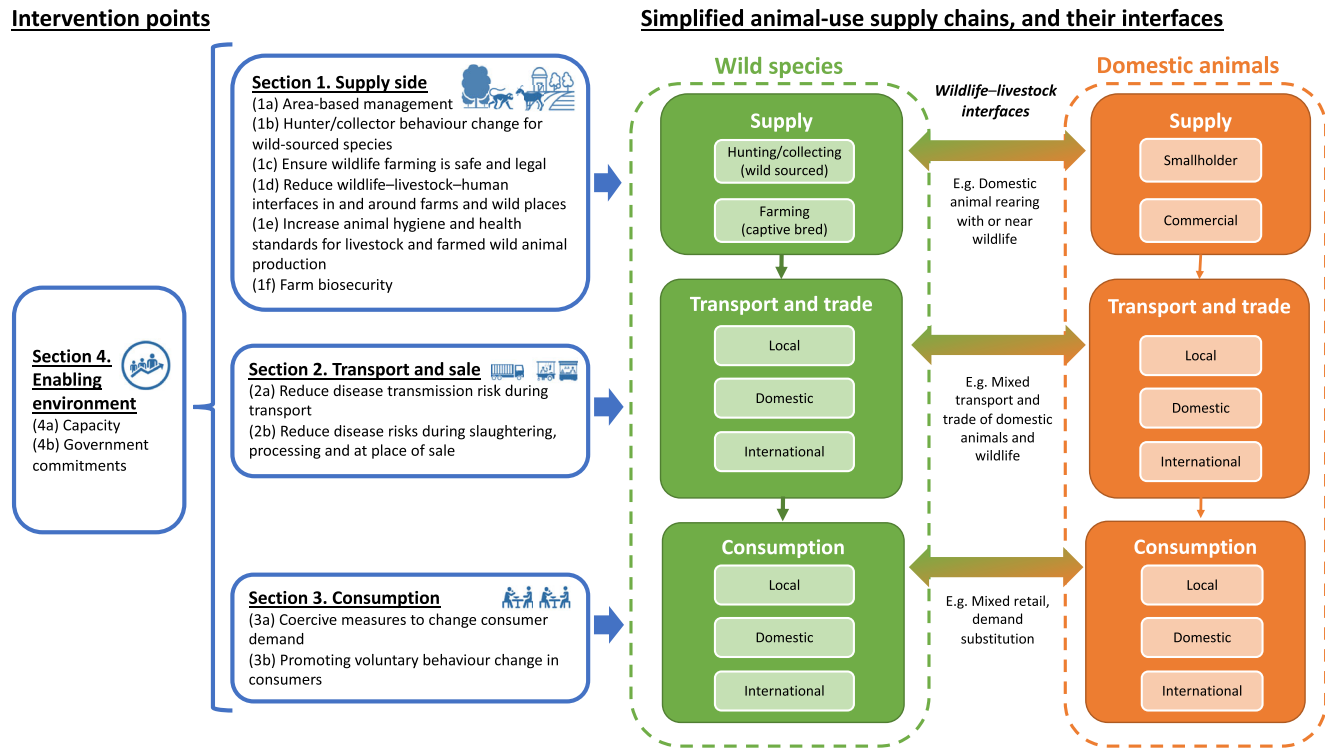 Intervention points
Section 4.
Enabling
environment
(4a) Capacity
(4b) Government
commitments
Section 1. Supply side
(1a) Area-based management
(1b) Hunter/collector behaviour change for
wild-sourced species
(1c) Ensure wildlife farming is safe and legal
(1d) Reduce wildlife–livestock–human
interfaces in and around farms and wild places
(1e) Increase animal hygiene and health
standards for livestock and farmed wild animal
production
(1f) Farm biosecurity
Section 2. Transport and sale
(2a) Reduce disease transmission risk during
transport
(2b) Reduce disease risks during slaughtering,
processing and at place of sale
Section 3. Consumption
(3a) Coercive measures to change consumer
demand
(3b) Promoting voluntary behaviour change in
consumers
Simplified animal-use supply chains, and their interfaces
Wild species
Supply
Hunting/collecting
(wild sourced)
Farming
(captive bred)
Transport and trade
Local
Domestic
International
Consumption
Local
Domestic
International
Wildlife–livestock
interfaces
E.g. Domestic
animal rearing
with or near
wildlife
E.g. Mixed
transport and
trade of domestic
animals and
wildlife
E.g. Mixed retail,
demand
substitution
Domestic animals
Supply
Smallholder
Commercial
Transport and trade
Local
Domestic
International
Consumption
Local
Domestic
International